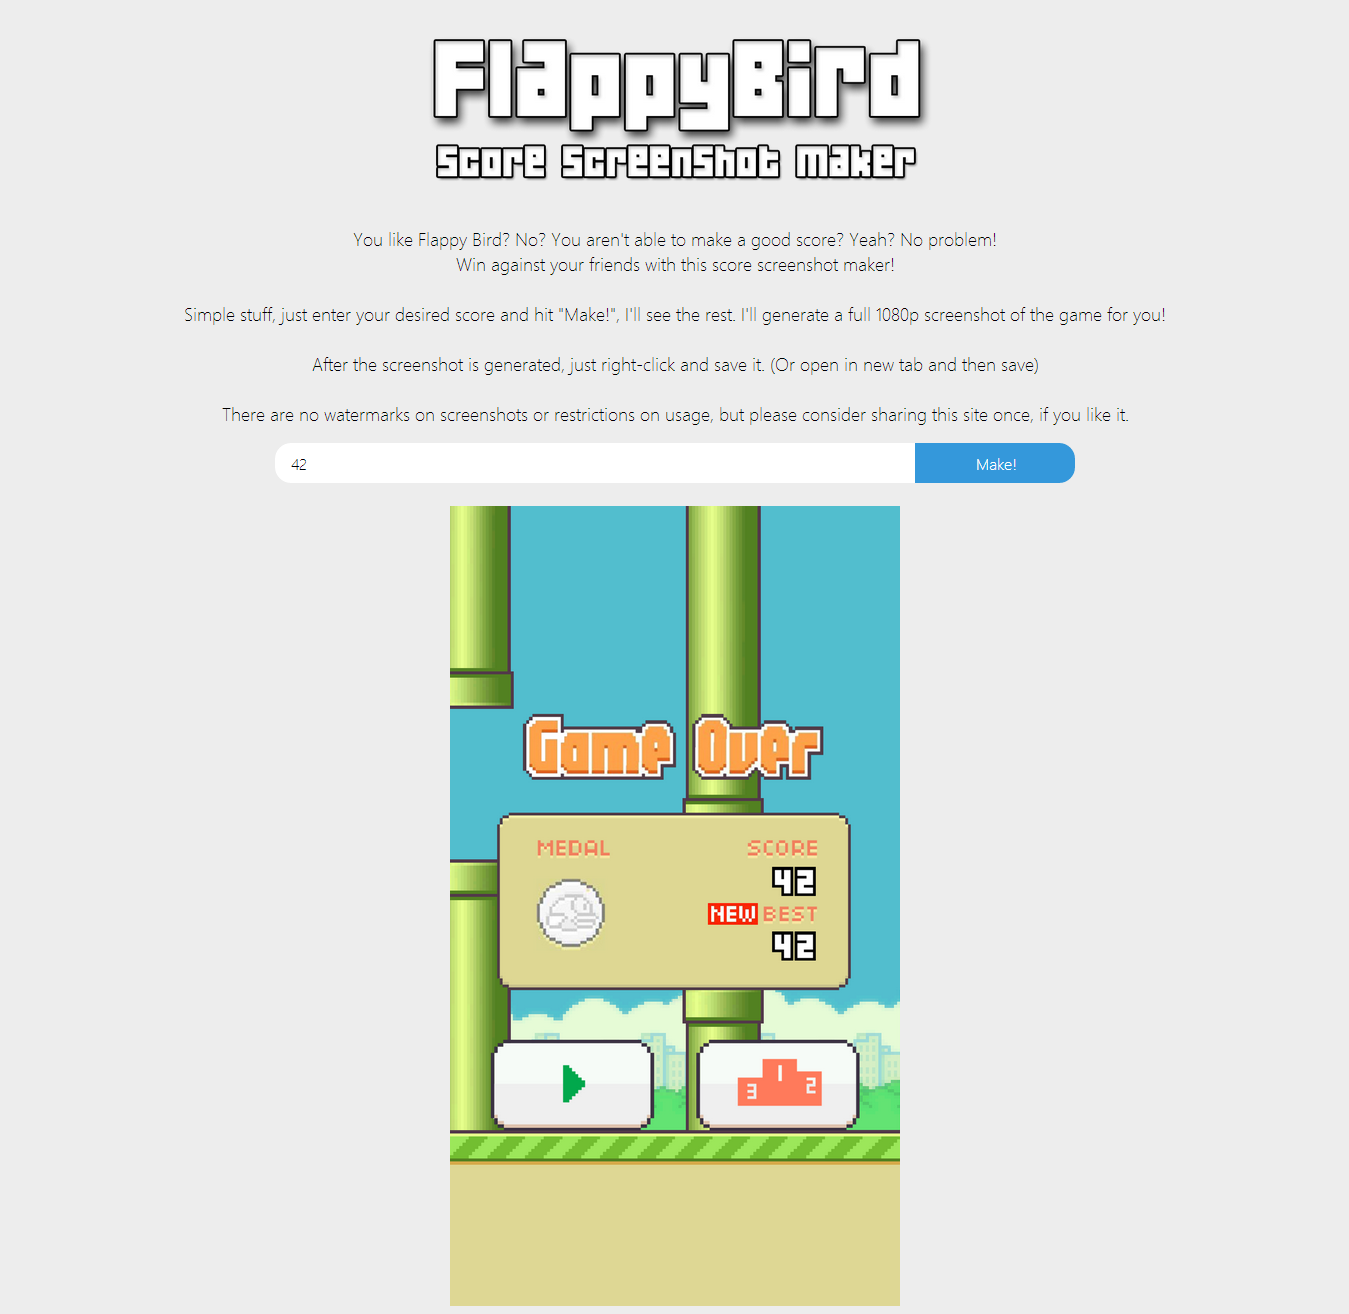 FlappyBird
Score Screenshot Maker
You like Flappy Bird? No? You aren't able to make a good score? Yeah? No problem!
Win against your friends with this score screenshot maker!
Simple stuff, just enter your desired score and hit "Make!", I'll see the rest. I'll generate a full 1080p screenshot of the game for you!
After the screenshot is generated, just right-click and save it. (Or open in new tab and then save)
There are no watermarks on screenshots or restrictions on usage, but please consider sharing this site once, if you like it.
42 Make!
Game Over
MEDAL SCORE
42
NEW BEST
42
3 1 2